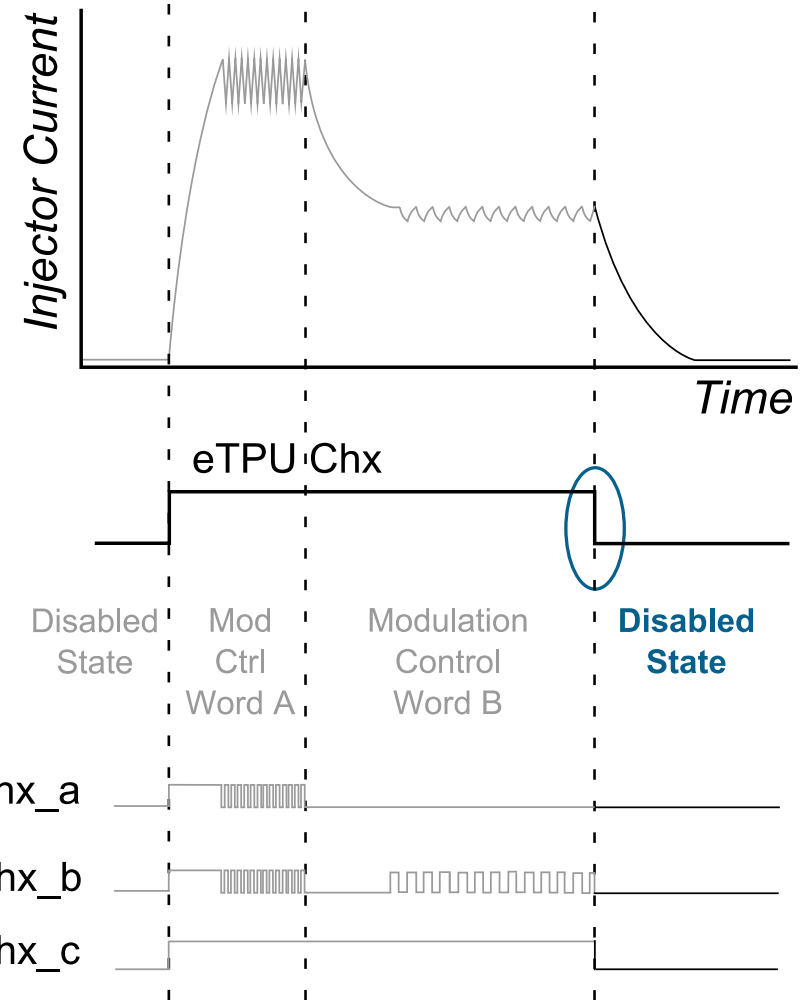 Injector Current
Time
eTPU Chx
Disabled
State
Mod
Ctrl
Word A
Modulation
Control
Word B
Disabled
State
hx_a
hx_b
hx_c